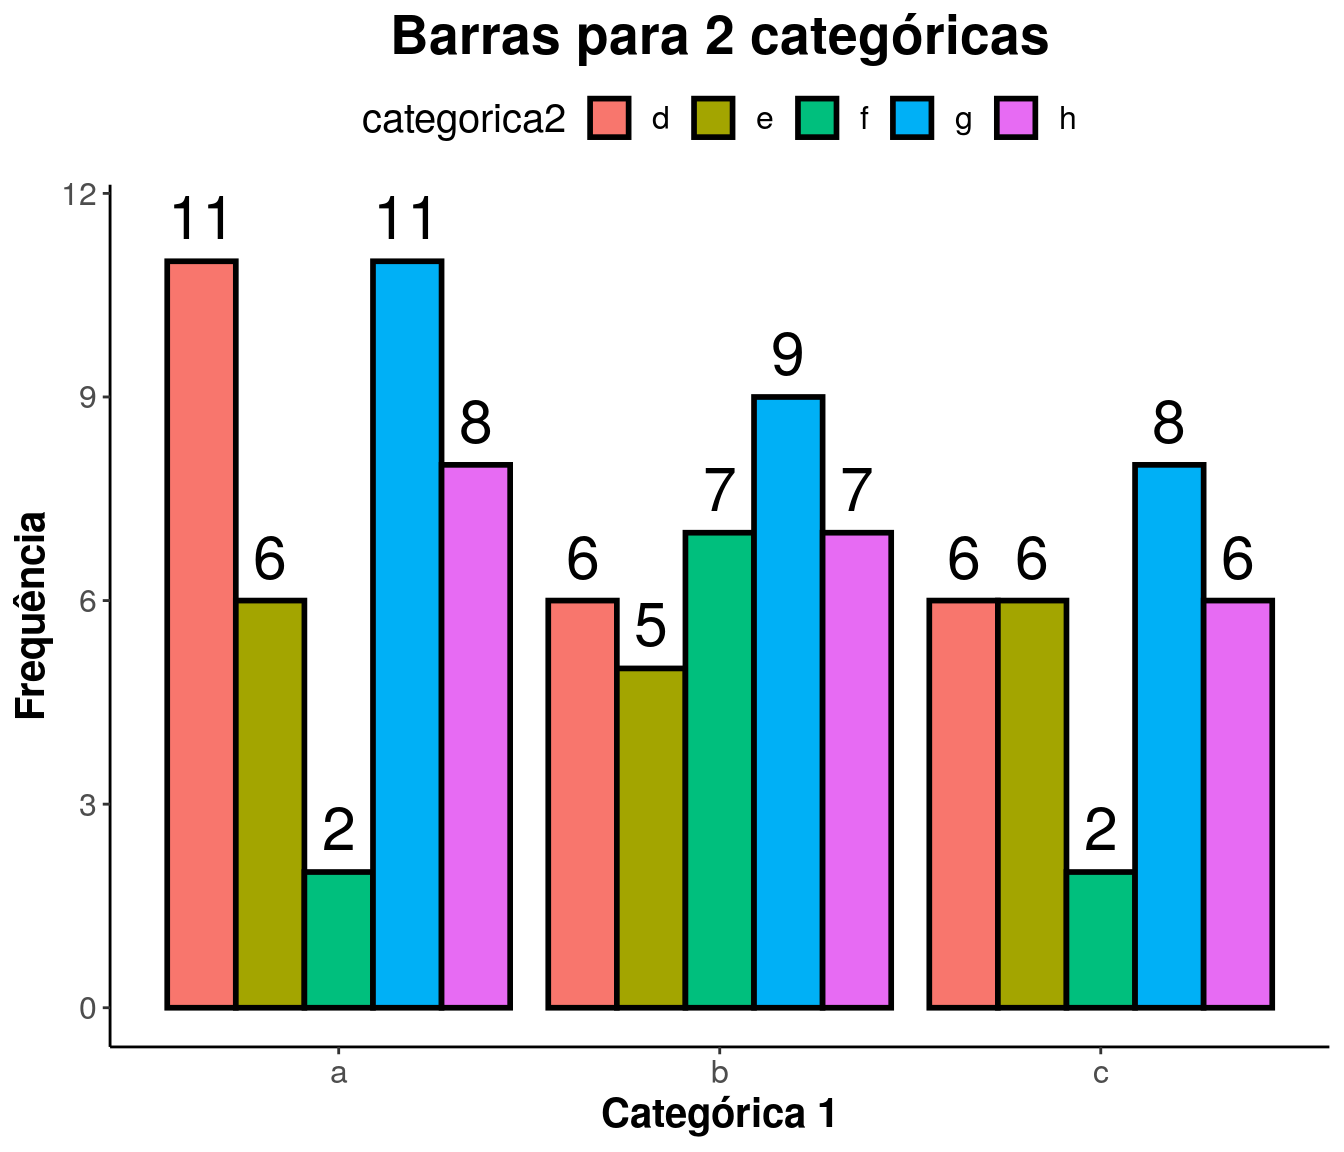 Barras para 2 categóricas
categorica2 d e f g h
12
9
6
3
0
Frequência
11 6 2 11 8
6 5 7 9 7
6 6 2 8 6
a b c
Categórica 1